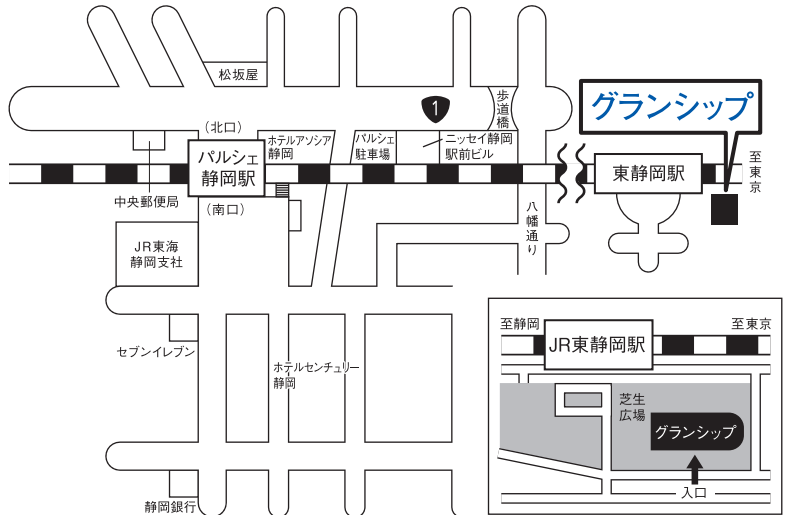 松坂屋
1
歩道橋
グランシップ
（北口）
ホテルアソシア
静岡
パルシェ
駐車場
ニッセイ静岡
駅前ビル
パルシェ
静岡駅
東静岡駅
至東京
中央郵便局
（南口）
八幡通り
JR東海
静岡支社
セブンイレブン
ホテルセンチュリー
静岡
静岡銀行
至静岡
JR東静岡駅
至東京
芝生
広場
グランシップ
入口